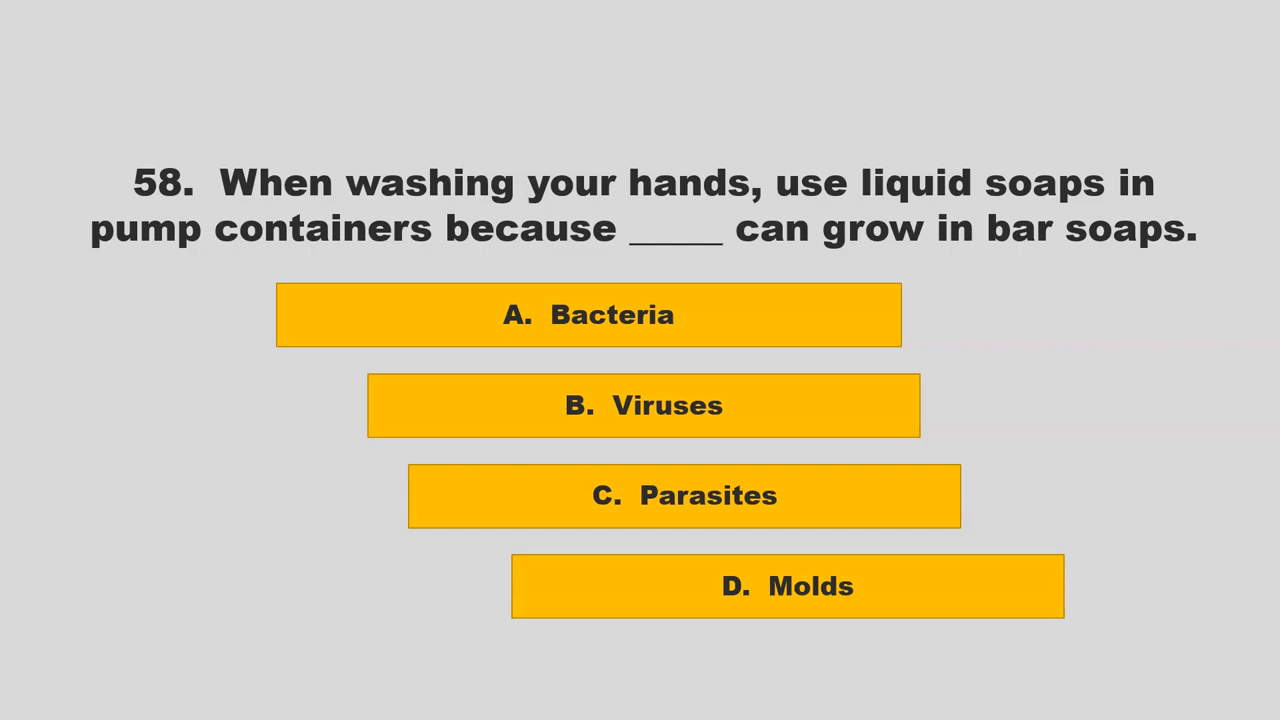 58.  When washing your hands, use liquid soaps in
pump containers because _____ can grow in bar soaps.
A.  Bacteria
B.  Viruses
C.  Parasites
D.  Molds